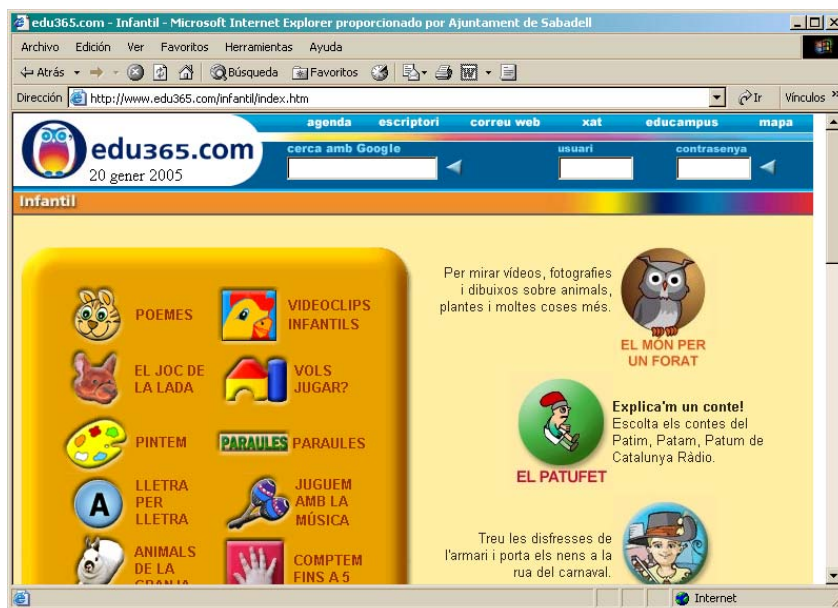 edu365.com - Infantil - Microsoft Internet Explorer proporcionado por Ajuntament de Sabadell
Archivo Edición Ver Favoritos Herramientas Ayuda
Atrás Búsqueda Favoritos
Dirección http://www.edu365.com/infantil/index.htm Ir Vínculos »
agenda escriptori correu web xat educampus mapa
edu365.com
20 gener 2005
cerca amb Google usuari contrasenya
Infantil
POEMES
VIDEOCLIPS
INFANTILS
EL JOC DE
LA LADA
VOLS
JUGAR?
PINTEM
PARAULES PARAULES
A
LLETRA
PER
LLETRA
JUGUEM
AMB LA
MÚSICA
ANIMALS
DE LA
GRANJA
COMPTEM
FINS A 5
Per mirar vídeos, fotografies
i dibuixos sobre animals,
plantes i moltes coses més.
EL MÓN PER
UN FORAT
Explica'm un conte!
Escolta els contes del
Patim, Patam, Patum de
Catalunya Ràdio.
EL PATUFET
Treu les disfresses de
l'armari i porta els nens a la
rua del carnaval.
Internet